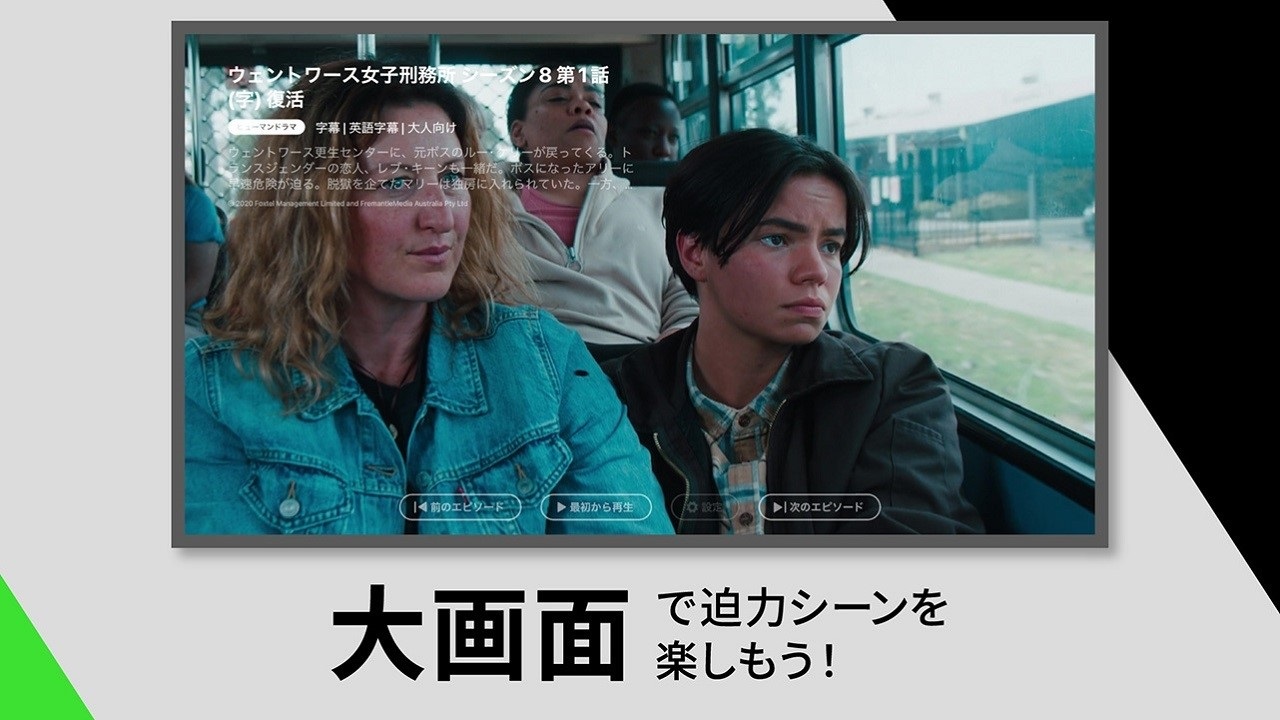 ウェントワース女子刑務所 シーズン8 第1話
(字) 復活
ヒューマンドラマ 字幕 | 英語字幕 | 大人向け
ウェントワース更生センターに、元ボスのルー・ケリーが戻ってくる。ト
ランスジェンダーの恋人、レブ・キーンも一緒だ。ボスになったアリーに
早速危険が迫る。脱獄を企てたマリーは独房に入れられていた。一方、...
©2020 Foxtel Management Limited and FremantleMedia Australia Pty Ltd
前のエピソード 最初から再生 設定 次のエピソード
大画面で迫力シーンを
楽しもう!